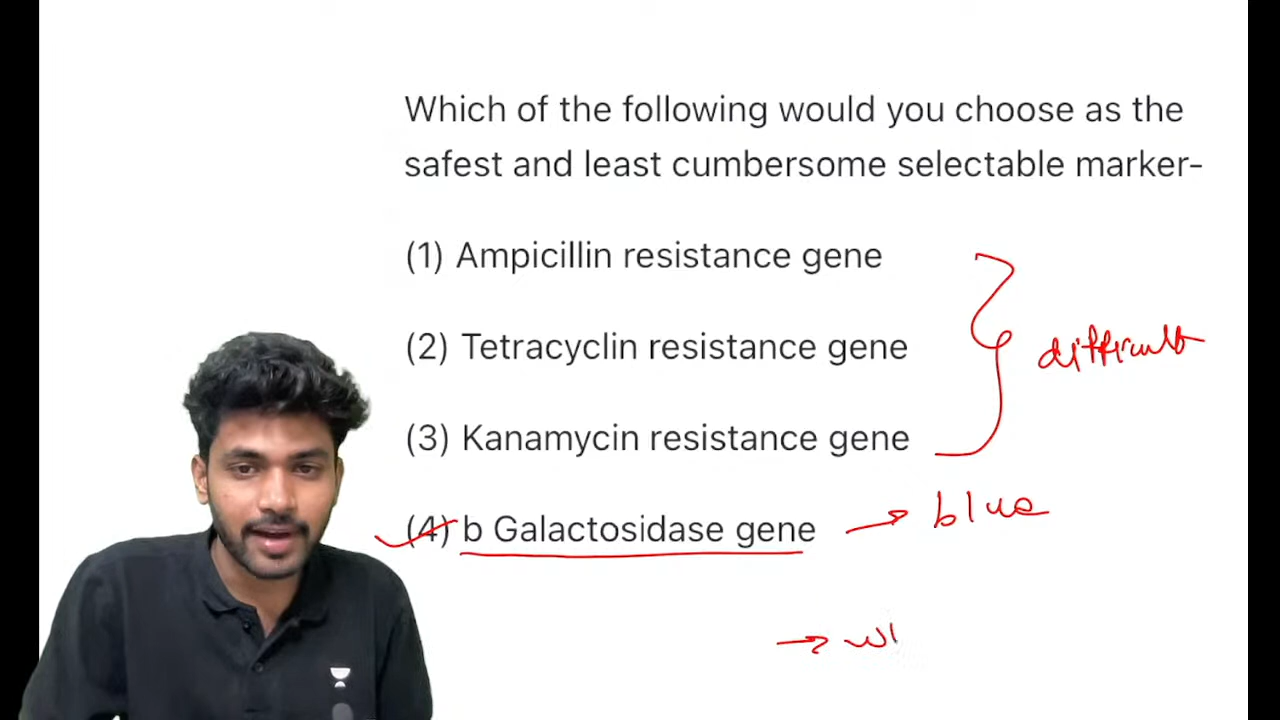 Which of the following would you choose as the
safest and least cumbersome selectable marker-
(1) Ampicillin resistance gene
(2) Tetracyclin resistance gene
(3) Kanamycin resistance gene
difficult
(4) b Galactosidase gene → blue
→ wh